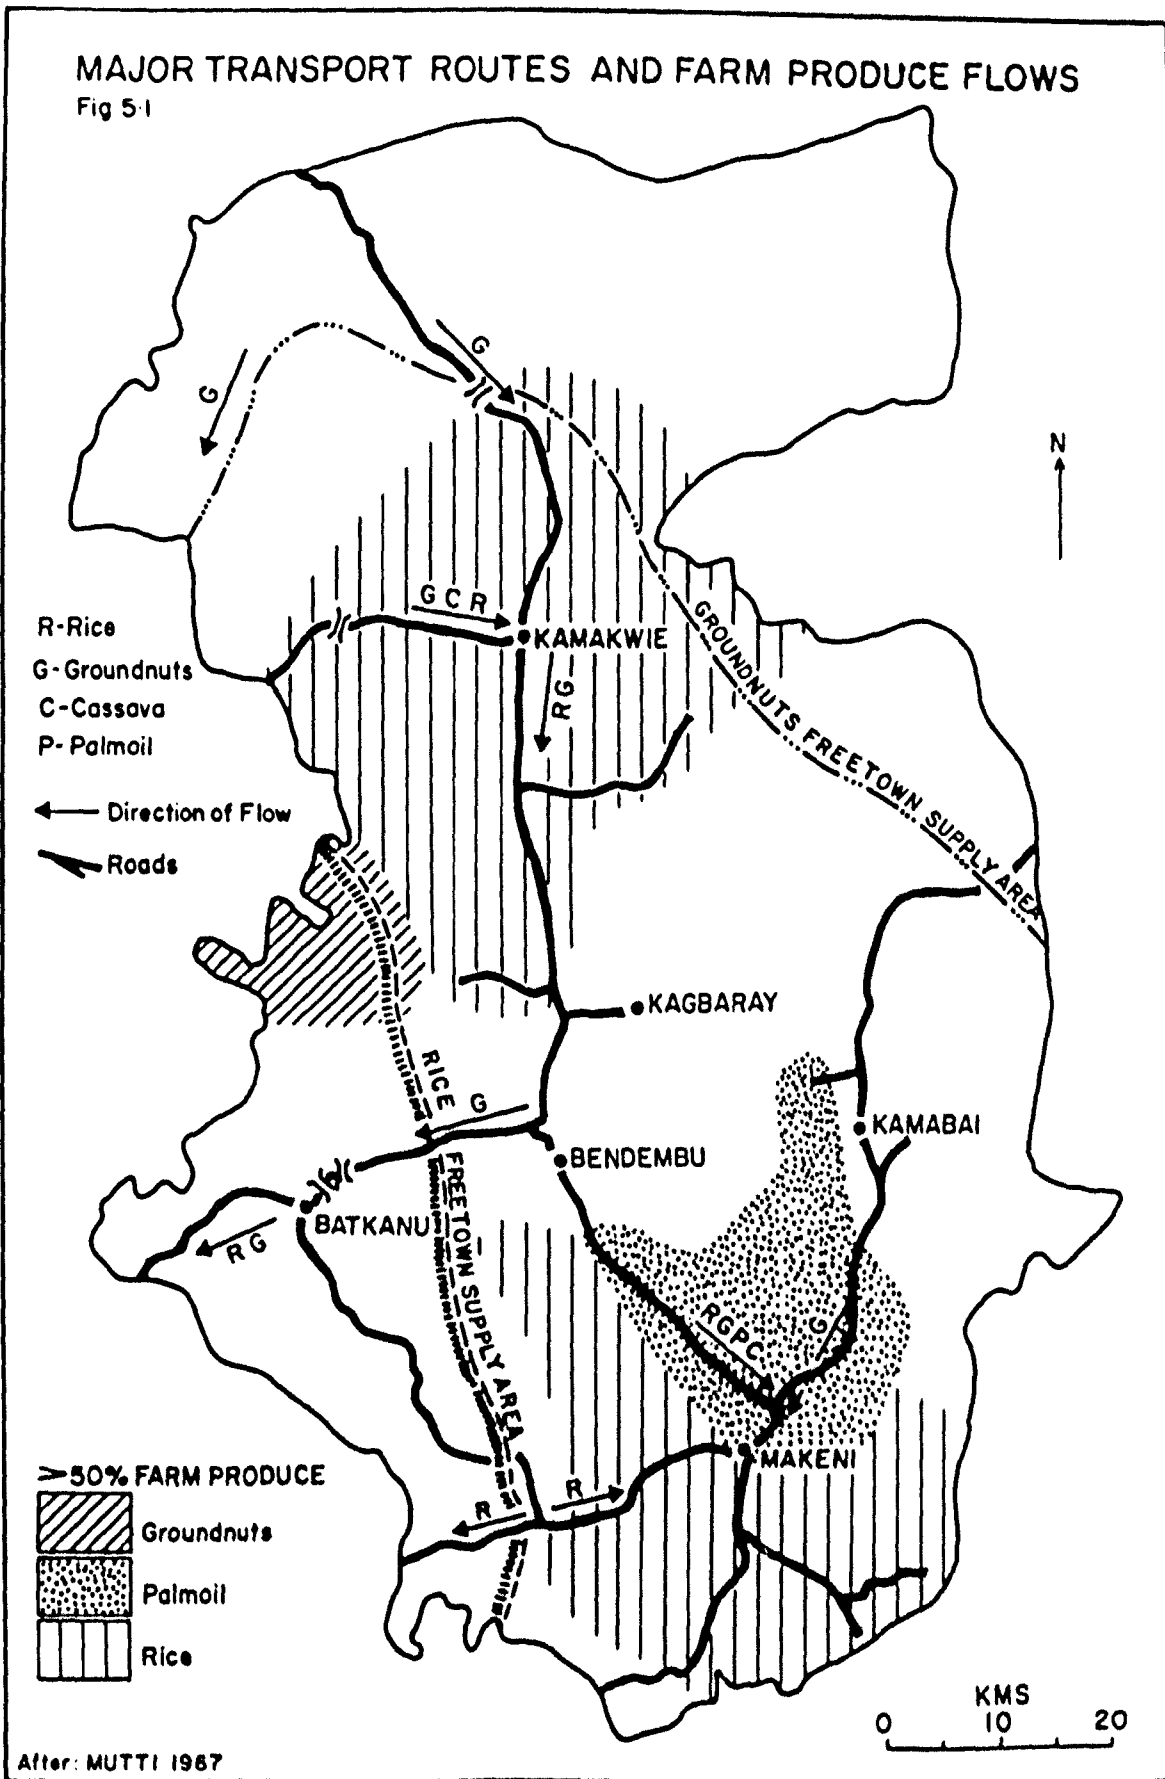 MAJOR TRANSPORT ROUTES AND FARM PRODUCE FLOWS
Fig 5·1
G
G
N
G C R
R-Rice
KAMAKWIE
G-Groundnuts
C-Cassava
P-Palmoil
RG
GROUNDNUTS FREETOWN SUPPLY AREA
Direction of Flow
Roads
KAGBARAY
RICE FREETOWN SUPPLY AREA
G
KAMABAI
BENDEMBU
BATKANU
RG
RGPC
G
MAKENI
R
R
>50% FARM PRODUCE
Groundnuts
Palmoil
Rice
KMS
0 10 20
After: MUTTI 1967